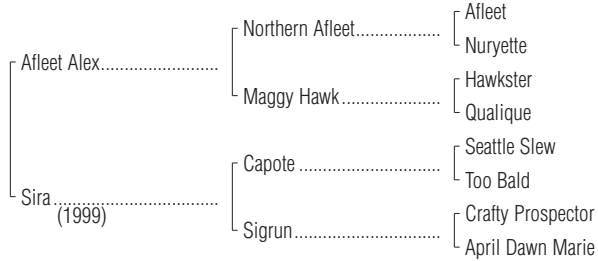 Afleet
Northern Afleet....................
Nuryette
Afleet Alex............................
Hawkster
Maggy Hawk .......................
Qualique
Seattle Slew
Capote .................................
Too Bald
Sira .......................................
(1999)
Crafty Prospector
Sigrun...................................
April Dawn Marie